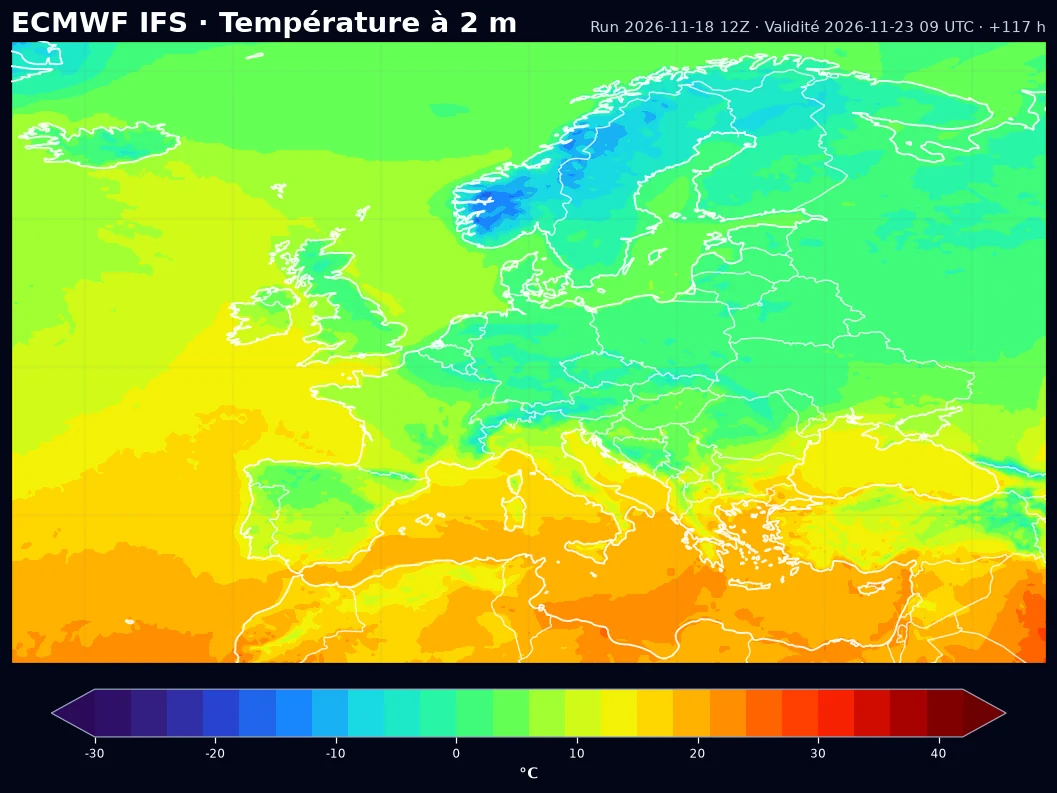 ECMWF IFS · Température à 2 m
Run 2026-11-18 12Z · Validité 2026-11-23 09 UTC · +117 h
-30 -20 -10 0 10 20 30 40
°C